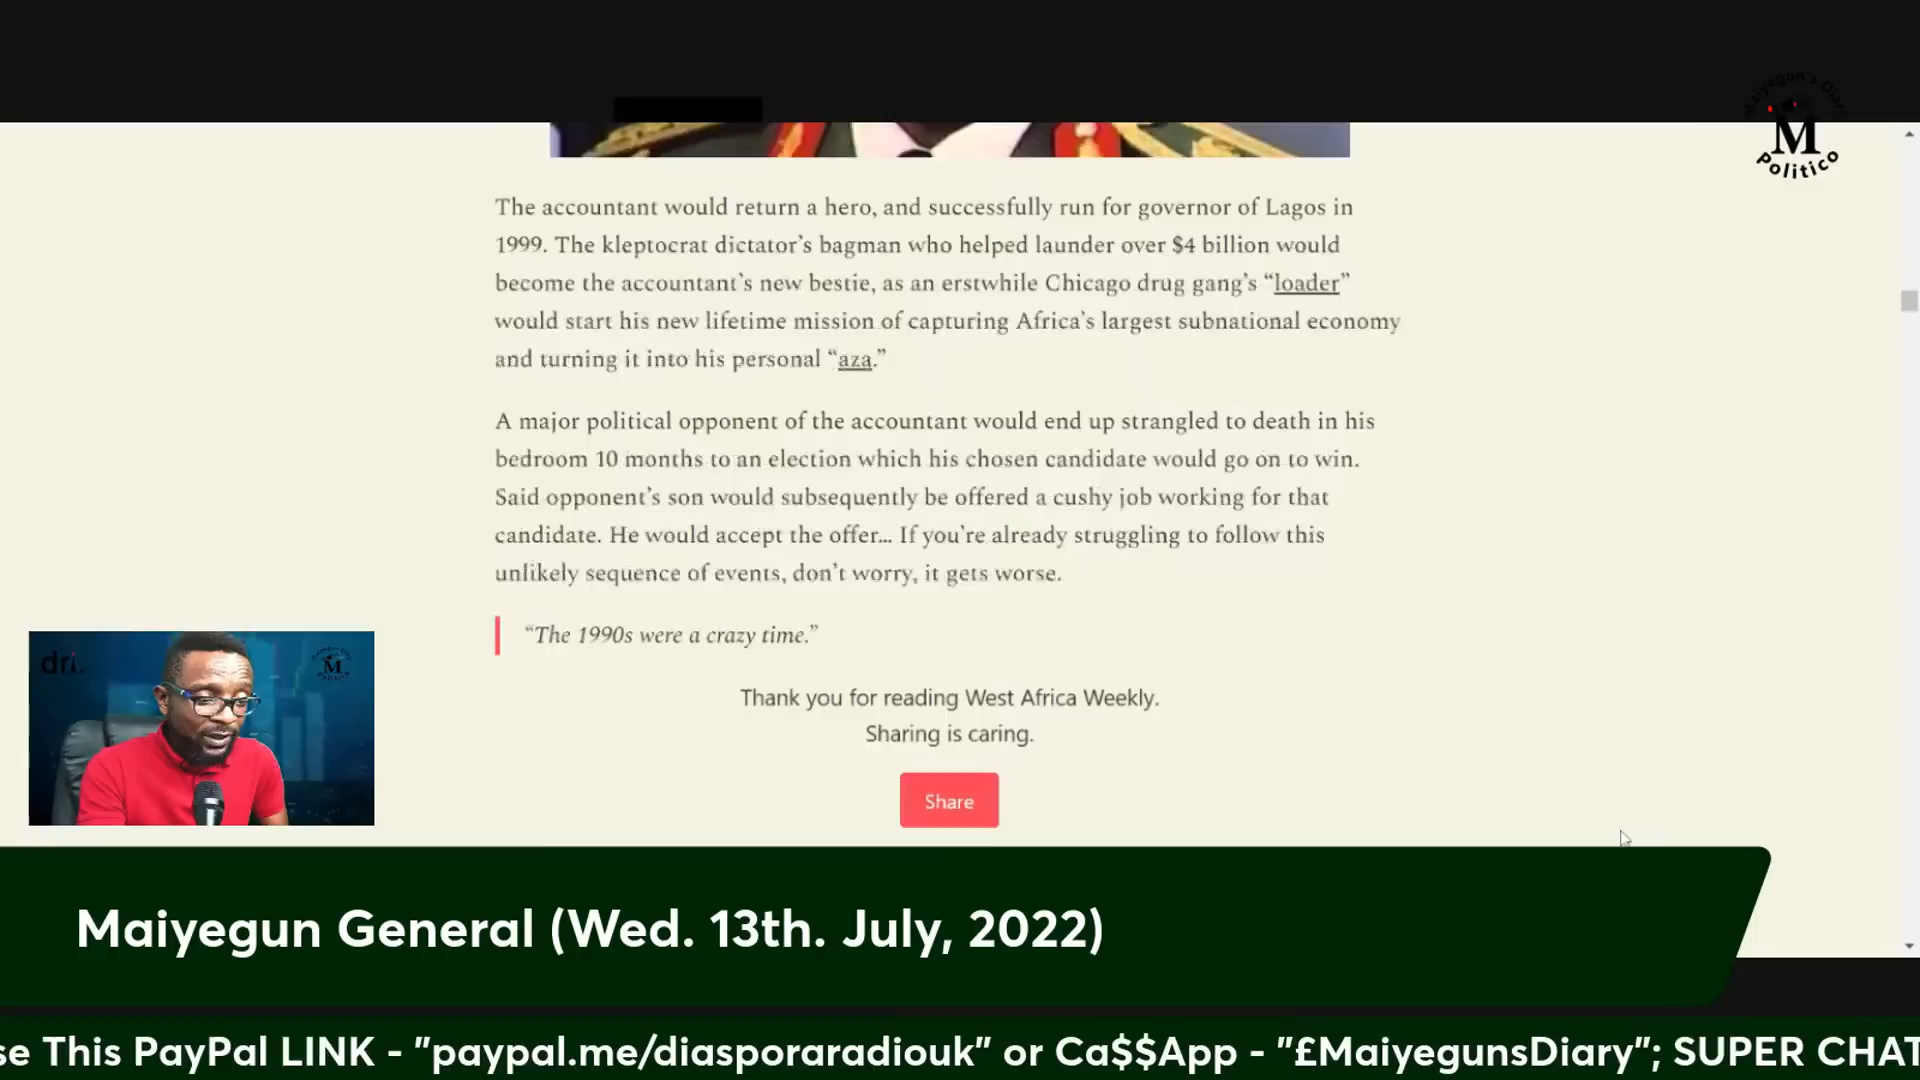 Maiyegun's Diary
M
Politico
The accountant would return a hero, and successfully run for governor of Lagos in
1999. The kleptocrat dictator’s bagman who helped launder over $4 billion would
become the accountant’s new bestie, as an erstwhile Chicago drug gang’s “loader”
would start his new lifetime mission of capturing Africa’s largest subnational economy
and turning it into his personal “aza.”
A major political opponent of the accountant would end up strangled to death in his
bedroom 10 months to an election which his chosen candidate would go on to win.
Said opponent’s son would subsequently be offered a cushy job working for that
candidate. He would accept the offer… If you’re already struggling to follow this
unlikely sequence of events, don’t worry, it gets worse.
“The 1990s were a crazy time.”
Thank you for reading West Africa Weekly.
Sharing is caring.
Share
dri.
M
Maiyegun General (Wed. 13th. July, 2022)
se This PayPal LINK - "paypal.me/diasporaradiouk" or Ca$$App - "£MaiyegunsDiary"; SUPER CHAT